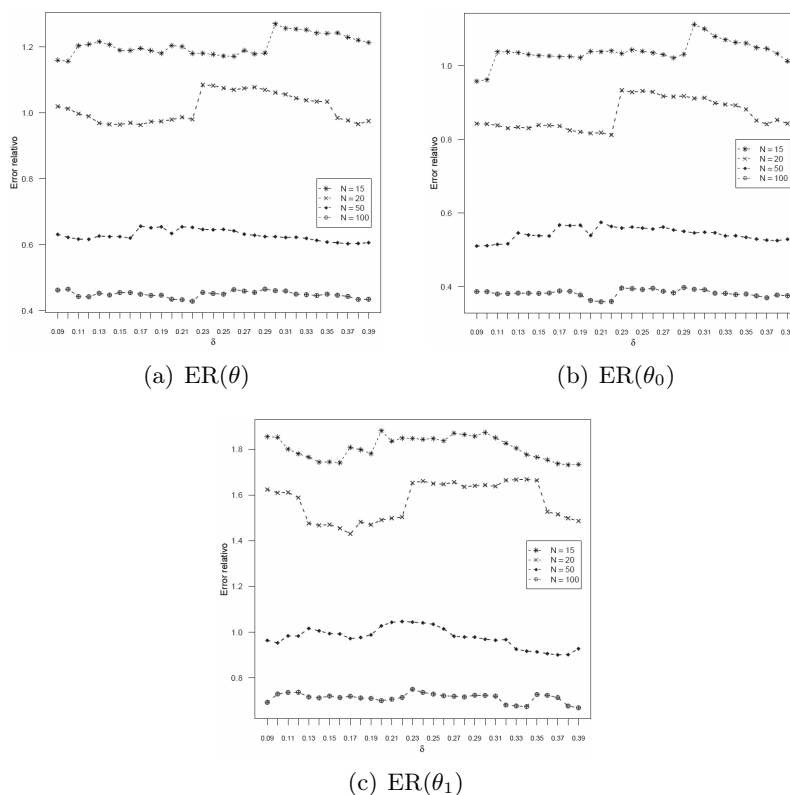 1.2
1.0
0.8
0.6
0.4
Error relativo
N = 15
N = 20
N = 50
N = 100
0.09 0.11 0.13 0.15 0.17 0.19 0.21 0.23 0.25 0.27 0.29 0.31 0.33 0.35 0.37 0.39
δ
(a) ER(θ)
1.0
0.8
0.6
0.4
Error relativo
N = 15
N = 20
N = 50
N = 100
0.09 0.11 0.13 0.15 0.17 0.19 0.21 0.23 0.25 0.27 0.29 0.31 0.33 0.35 0.37
δ
(b) ER(θ₀)
1.8
1.6
1.4
1.2
1.0
0.8
Error relativo
N = 15
N = 20
N = 50
N = 100
0.09 0.11 0.13 0.15 0.17 0.19 0.21 0.23 0.25 0.27 0.29 0.31 0.33 0.35 0.37 0.39
δ
(c) ER(θ₁)